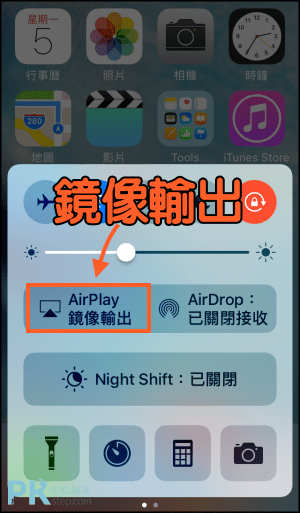 星期一
5
行事曆
照片
相機
時鐘
280
地圖
影片
Tools
iTunes Store
鏡像輸出
AirPlay
鏡像輸出
AirDrop：
已關閉接收
Night Shift：已關閉
PK
step.com